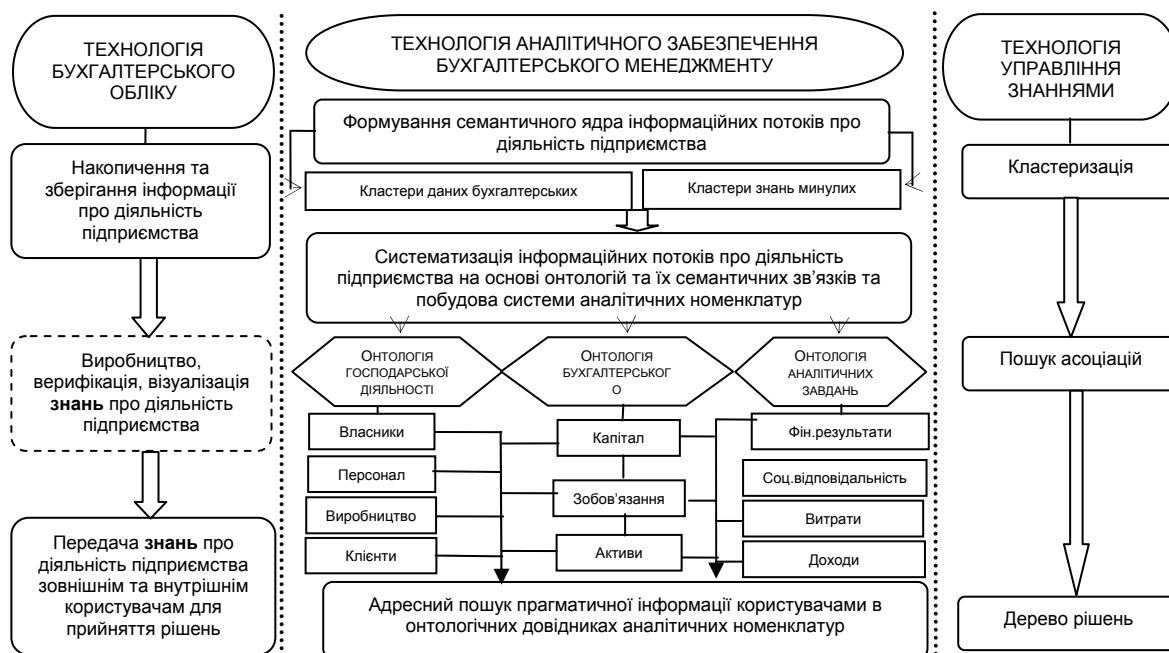 ТЕХНОЛОГІЯ
БУХГАЛТЕРСЬКОГО
ОБЛІКУ
Накопичення та
зберігання інформації
про діяльність
підприємства
Виробництво,
верифікація, візуалізація
знань про діяльність
підприємства
Передача знань про
діяльність підприємства
зовнішнім та внутрішнім
користувачам для
прийняття рішень
ТЕХНОЛОГІЯ АНАЛІТИЧНОГО ЗАБЕЗПЕЧЕННЯ
БУХГАЛТЕРСЬКОГО МЕНЕДЖМЕНТУ
Формування семантичного ядра інформаційних потоків про
діяльність підприємства
Кластери даних бухгалтерських
Кластери знань минулих
Систематизація інформаційних потоків про діяльність
підприємства на основі онтологій та їх семантичних зв’язків та
побудова системи аналітичних номенклатур
ОНТОЛОГІЯ
ГОСПОДАРСЬКОЇ
ДІЯЛЬНОСТІ
ОНТОЛОГІЯ
БУХГАЛТЕРСЬКОГ
О
ОНТОЛОГІЯ
АНАЛІТИЧНИХ
ЗАВДАНЬ
Власники
Персонал
Виробництво
Клієнти
Капітал
Зобов’язання
Активи
Фін.результати
Соц.відповідальність
Витрати
Доходи
Адресний пошук прагматичної інформації користувачами в
онтологічних довідниках аналітичних номенклатур
ТЕХНОЛОГІЯ
УПРАВЛІННЯ
ЗНАННЯМИ
Кластеризація
Пошук асоціацій
Дерево рішень